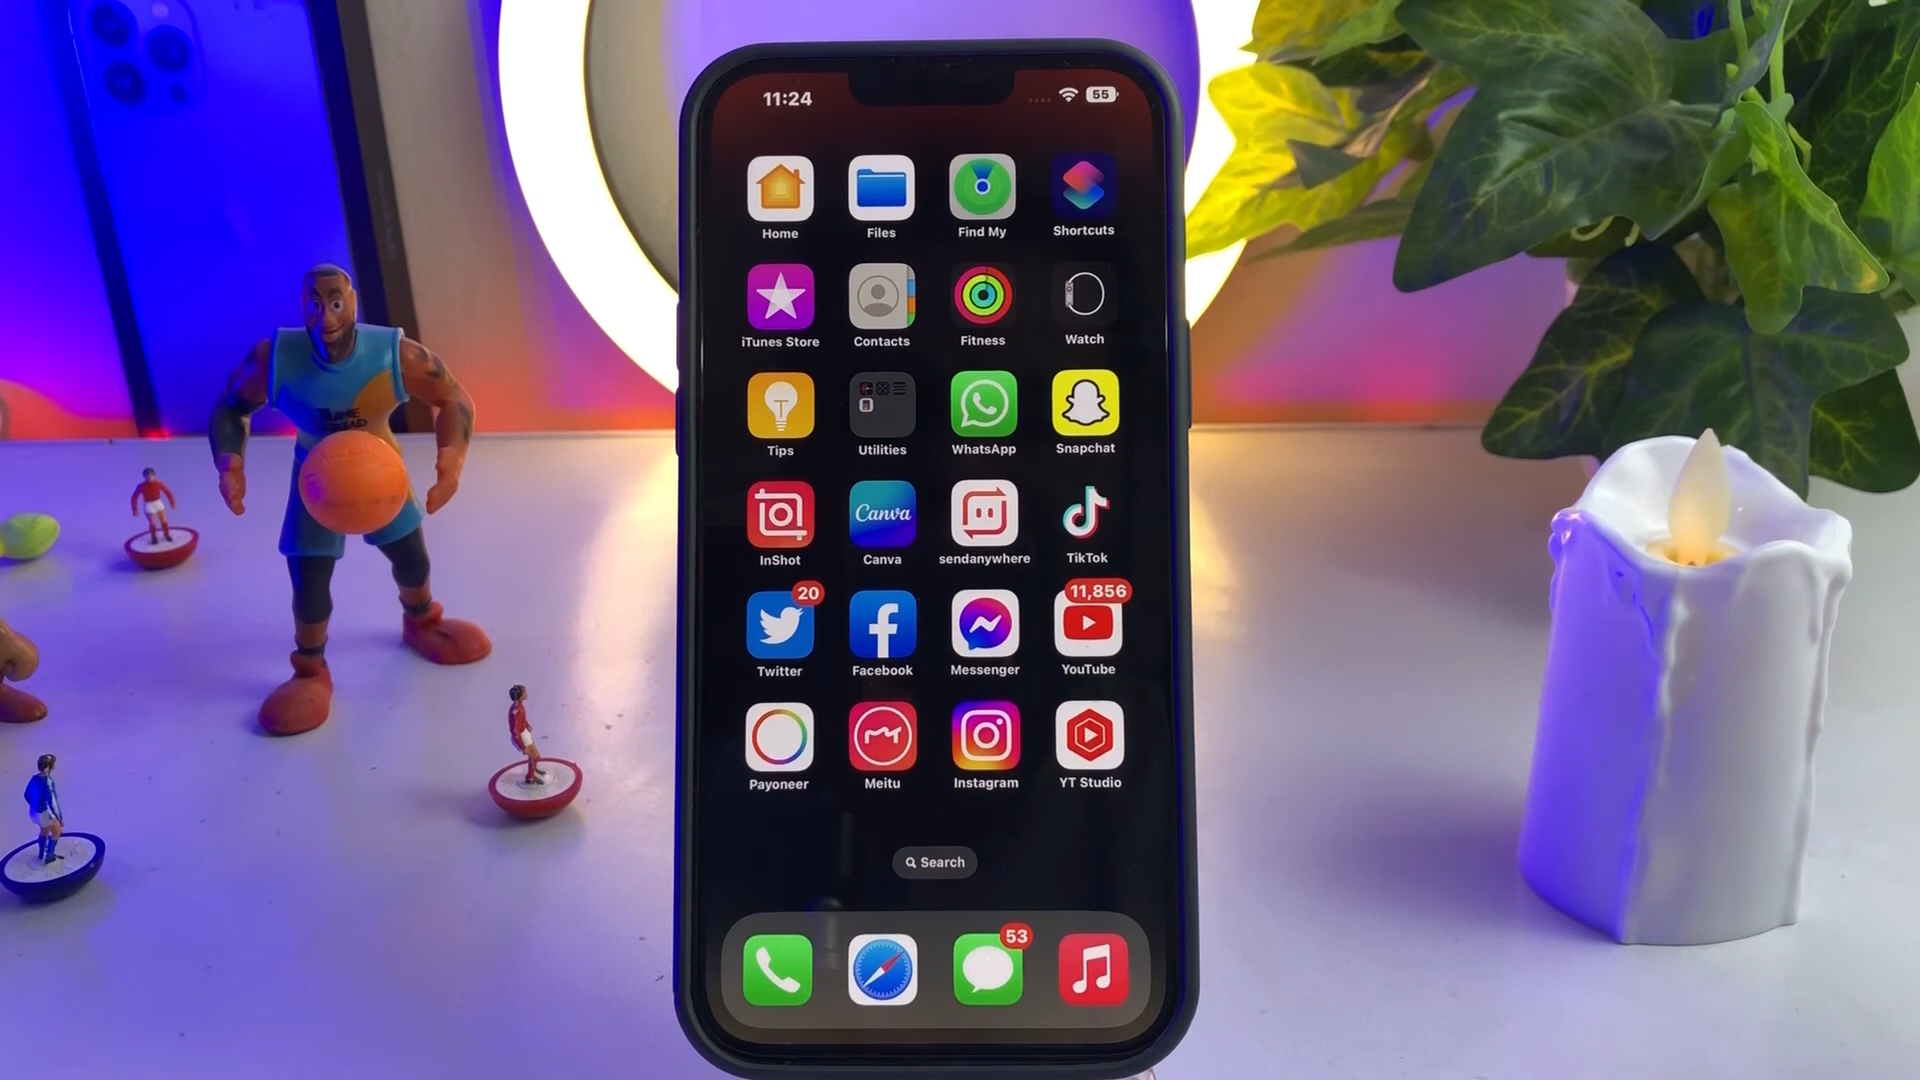 11:24
55
Home Files Find My Shortcuts
iTunes Store Contacts Fitness Watch
Tips Utilities WhatsApp Snapchat
Canva
InShot Canva sendanywhere TikTok
20 11,856
Twitter Facebook Messenger YouTube
Payoneer Meitu Instagram YT Studio
Search
53